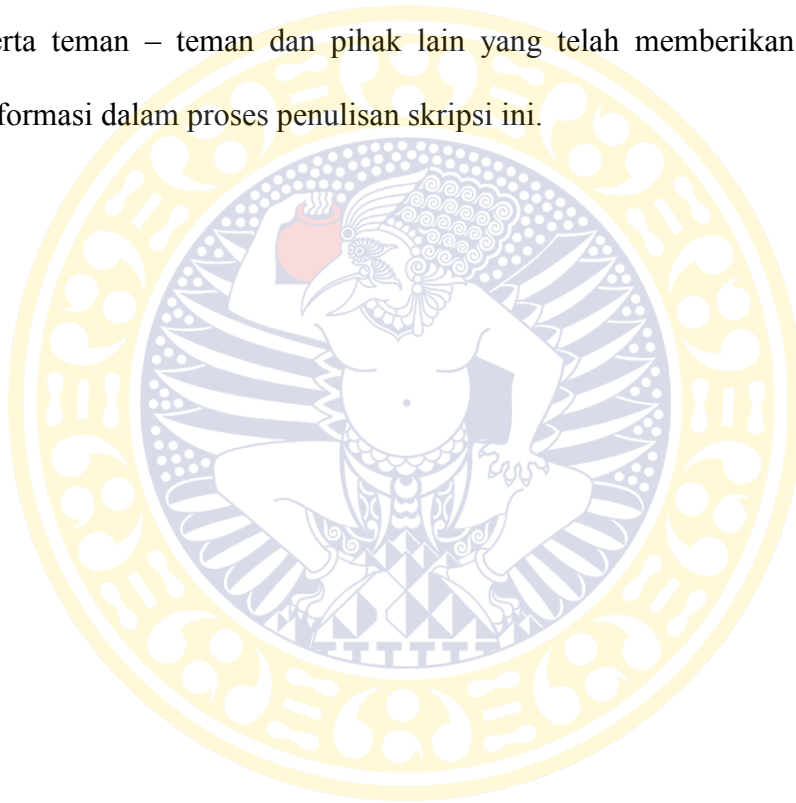 erta teman – teman dan pihak lain yang telah memberikan
formasi dalam proses penulisan skripsi ini.